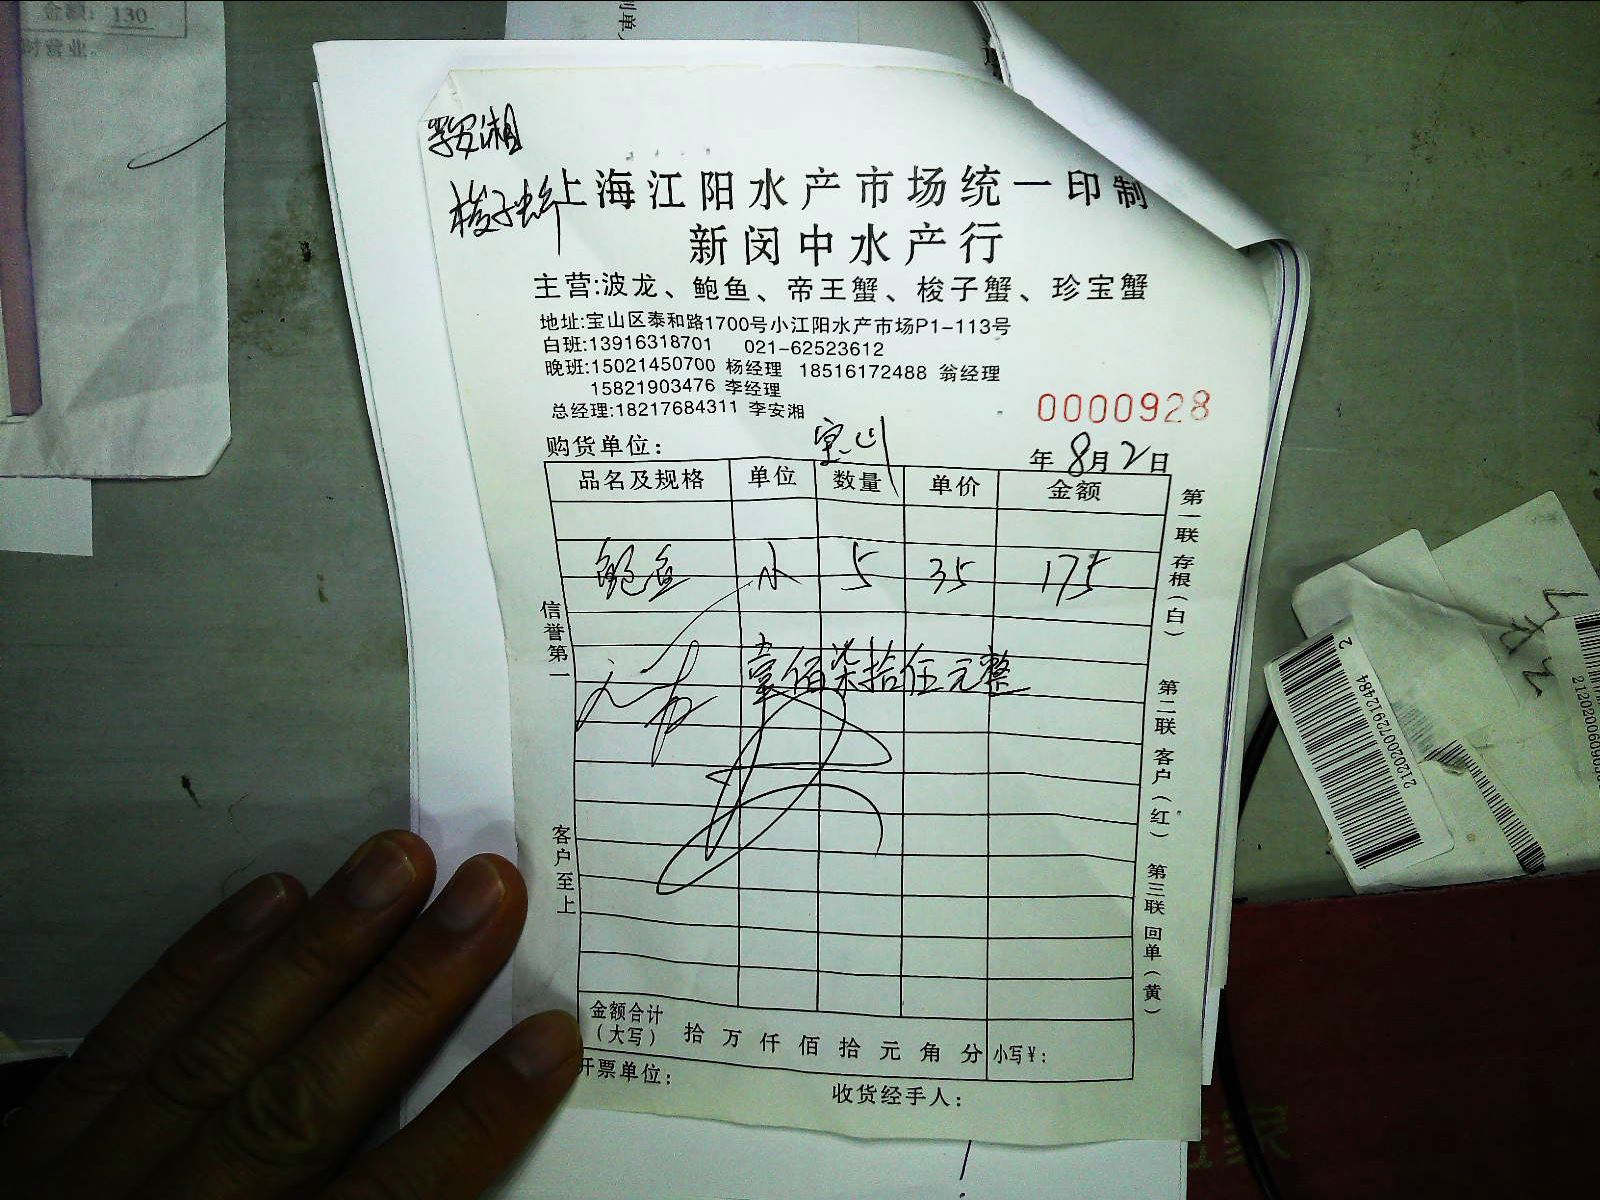 金额: 130
时营业。
李安湘
梭子蟹
上海江阳水产市场统一印制
新闵中水产行
主营:波龙、鲍鱼、帝王蟹、梭子蟹、珍宝蟹
地址:宝山区泰和路1700号小江阳水产市场P1-113号
白班:13916318701 021-62523612
晚班:15021450700 杨经理 18516172488 翁经理
15821903476 李经理
总经理:18217684311 李安湘
0000928
购货单位: 宝山
年 8月2日
品名及规格 单位 数量 单价 金额
鲍鱼 小 5 35 175
壹佰柒拾伍元整
信誉第一
客户至上
第一联 存根(白)
第二联 客户(红)
第三联 回单(黄)
金额合计(大写) 拾 万 仟 佰 拾 元 角 分 小写¥:
开票单位: 收货经手人:
2120200729124842